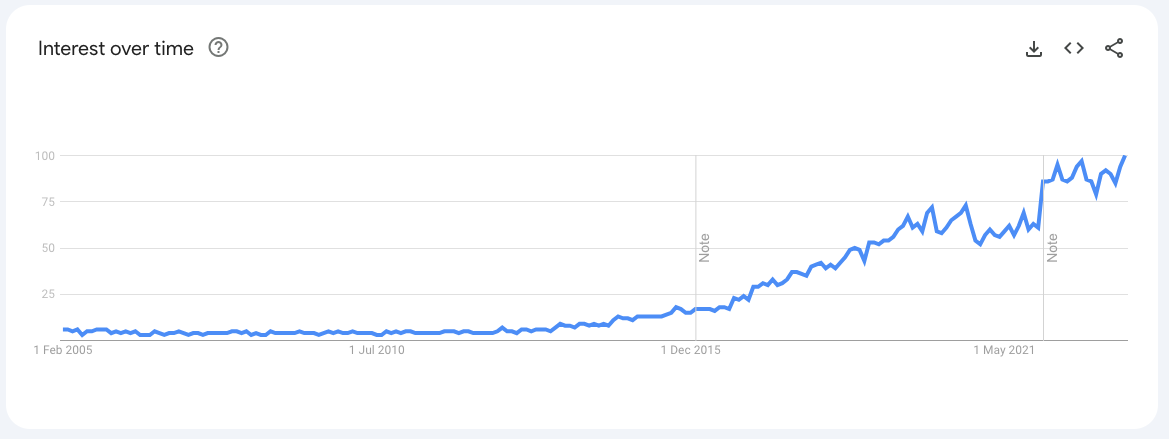 Interest over time
100
75
50
25
Note
Note
1 Feb 2005
1 Jul 2010
1 Dec 2015
1 May 2021